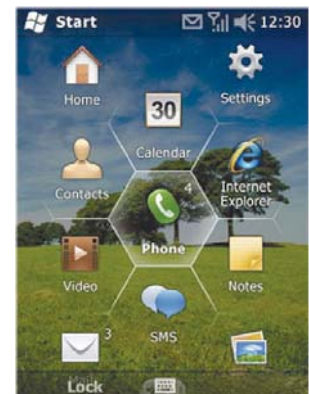 Start 12:30
Home
30
Settings
Calendar
Contacts
4
Internet
Explorer
Phone
Video
Notes
3
SMS
Lock